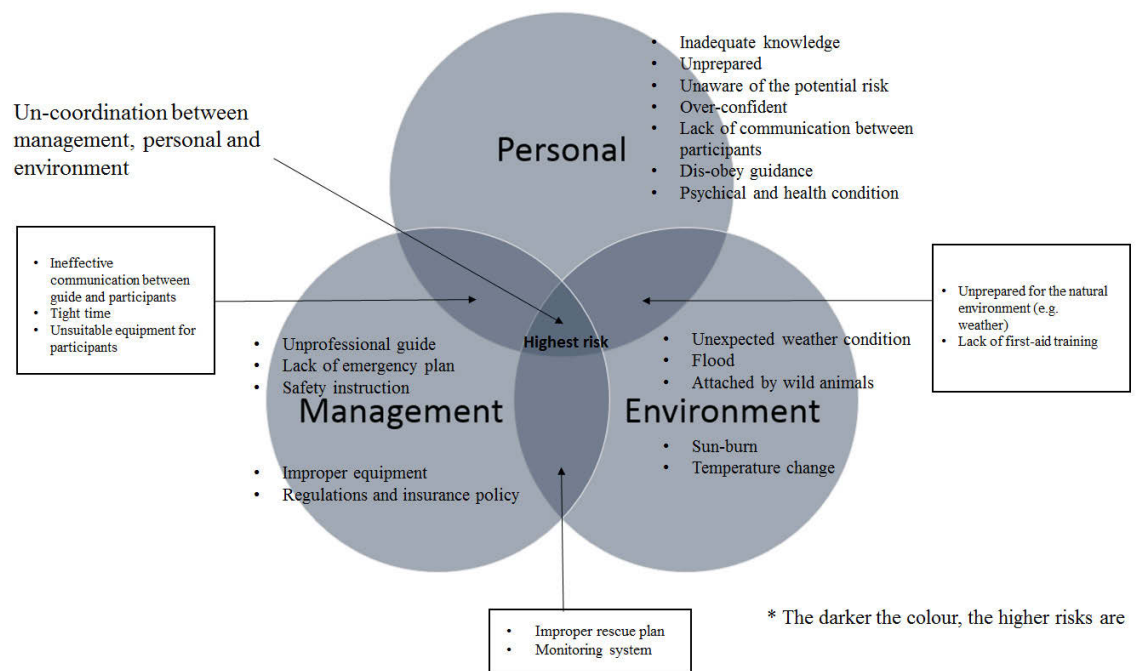 • Inadequate knowledge
• Unprepared
• Unaware of the potential risk
• Over-confident
• Lack of communication between
participants
• Dis-obey guidance
• Psychical and health condition
Personal
Un-coordination between
management, personal and
environment
• Ineffective
communication between
guide and participants
• Tight time
• Unsuitable equipment for
participants
• Unprepared for the natural
environment (e.g.
weather)
• Lack of first-aid training
Highest risk
• Unprofessional guide
• Lack of emergency plan
• Safety instruction
Management
• Improper equipment
• Regulations and insurance policy
• Unexpected weather condition
• Flood
• Attached by wild animals
Environment
• Sun-burn
• Temperature change
• Improper rescue plan
• Monitoring system
* The darker the colour, the higher risks are